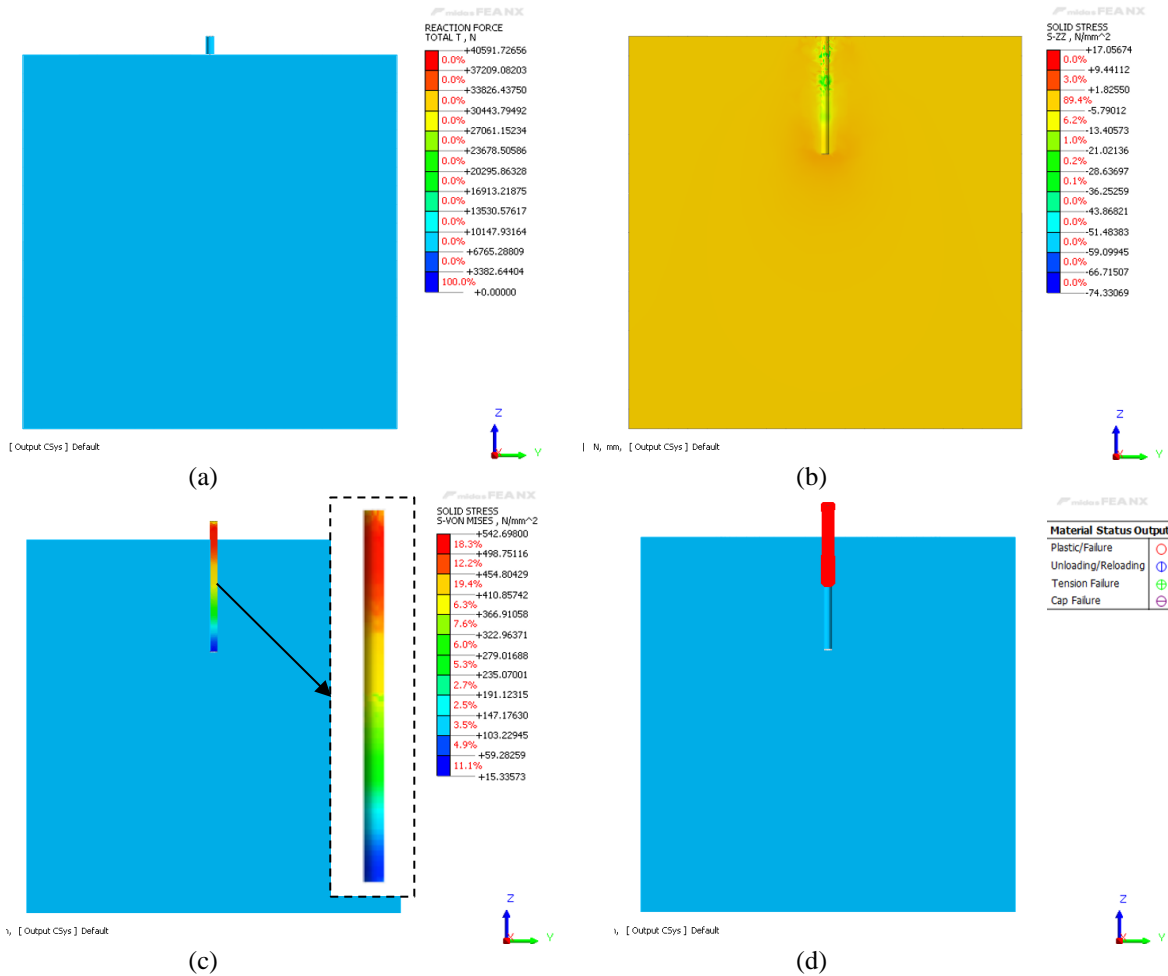 midas FEA NX
REACTION FORCE
TOTAL T , N
+40591.72656
0.0%
+37209.08203
0.0%
+33826.43750
0.0%
+30443.79492
0.0%
+27061.15234
0.0%
+23678.50586
0.0%
+20295.86328
0.0%
+16913.21875
0.0%
+13530.57617
0.0%
+10147.93164
0.0%
+6765.28809
0.0%
+3382.64404
100.0%
+0.00000
Z
Y
[ Output CSys ] Default
(a)
midas FEA NX
SOLID STRESS
S-ZZ , N/mm^2
+17.05674
0.0%
+9.44112
3.0%
+1.82550
89.4%
-5.79012
6.2%
-13.40573
1.0%
-21.02136
0.2%
-28.63697
0.1%
-36.25259
0.0%
-43.86821
0.0%
-51.48383
0.0%
-59.09945
0.0%
-66.71507
0.0%
-74.33069
Z
Y
N, mm, [ Output CSys ] Default
(b)
midas FEA NX
SOLID STRESS
S-VON MISES , N/mm^2
+542.69800
18.3%
+498.75116
12.2%
+454.80429
19.4%
+410.85742
6.3%
+366.91058
7.6%
+322.96371
6.0%
+279.01688
5.3%
+235.07001
2.7%
+191.12315
2.5%
+147.17630
3.5%
+103.22945
4.9%
+59.28259
11.1%
+15.33573
Z
Y
[ Output CSys ] Default
(c)
midas FEA NX
Material Status Output
Plastic/Failure
Unloading/Reloading
Tension Failure
Cap Failure
Z
Y
[ Output CSys ] Default
(d)